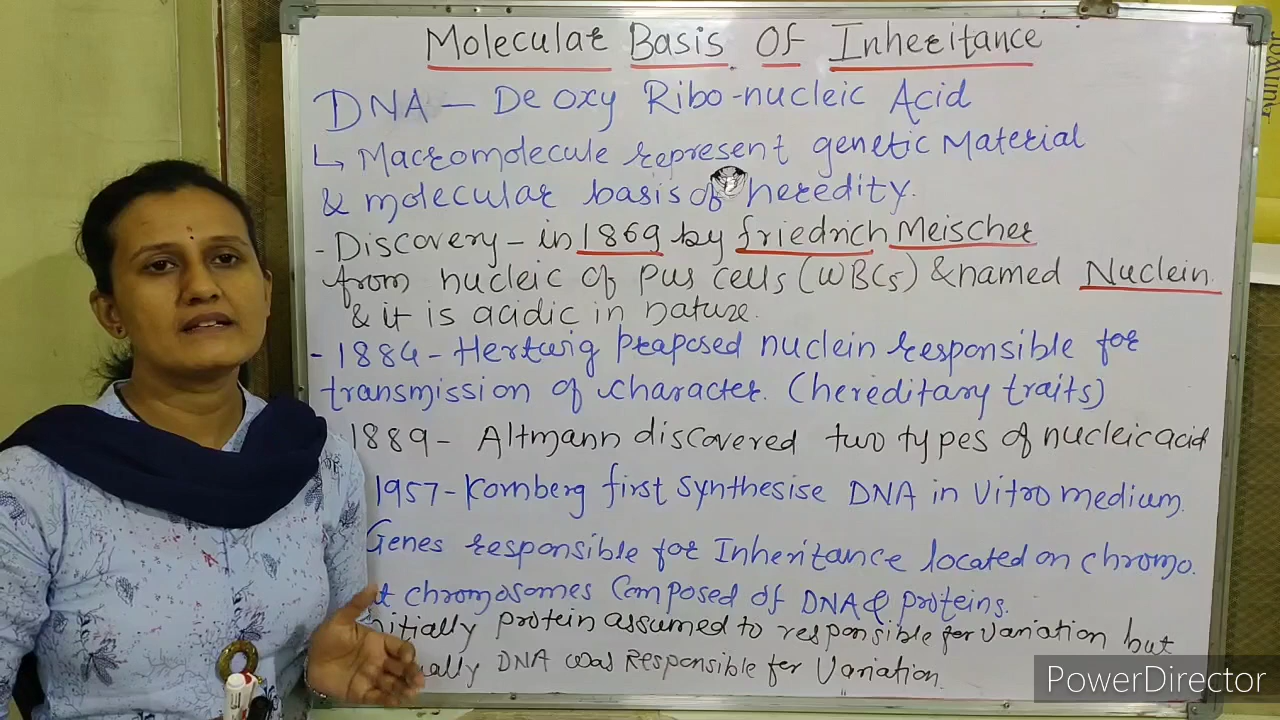 Molecular Basis Of Inheritance
DNA - De oxy Ribo-nucleic Acid
↳ Macromolecule represent genetic Material
& molecular basis of heredity.
- Discovery - in 1869 by friedrich Meischer
from nucleic of pus cells (WBCs) & named Nuclein.
& it is acidic in nature.
- 1884 - Hertwig praposed nuclein responsible for
transmission of character. (hereditary traits)
1889 - Altmann discovered two types of nucleic acid
1957 - Kornberg first synthesise DNA in vitro medium.
Genes responsible for Inheritance located on chromo.
chromosomes Composed of DNA & proteins.
protein assumed to responsible for variation but
DNA was Responsible for Variation.
PowerDirector